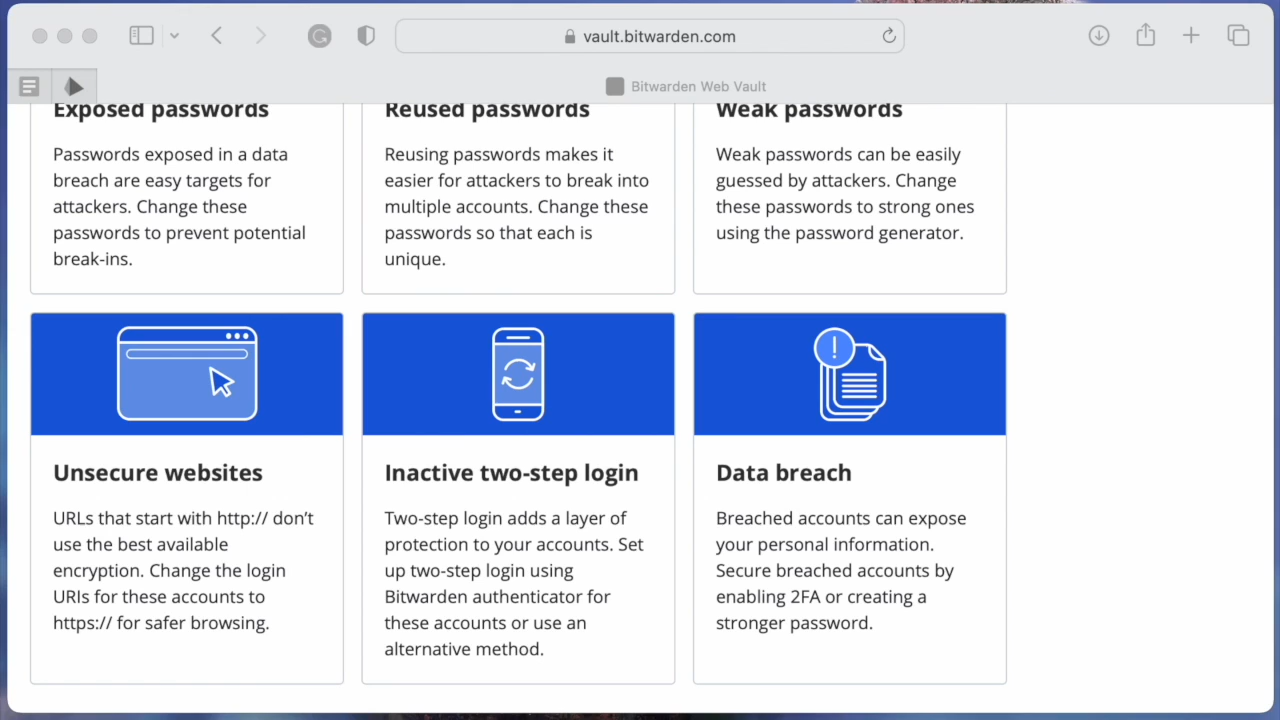 vault.bitwarden.com
Bitwarden Web Vault
Exposed passwords
Passwords exposed in a data
breach are easy targets for
attackers. Change these
passwords to prevent potential
break-ins.
Reused passwords
Reusing passwords makes it
easier for attackers to break into
multiple accounts. Change these
passwords so that each is
unique.
Weak passwords
Weak passwords can be easily
guessed by attackers. Change
these passwords to strong ones
using the password generator.
Unsecure websites
URLs that start with http:// don’t
use the best available
encryption. Change the login
URIs for these accounts to
https:// for safer browsing.
Inactive two-step login
Two-step login adds a layer of
protection to your accounts. Set
up two-step login using
Bitwarden authenticator for
these accounts or use an
alternative method.
Data breach
Breached accounts can expose
your personal information.
Secure breached accounts by
enabling 2FA or creating a
stronger password.